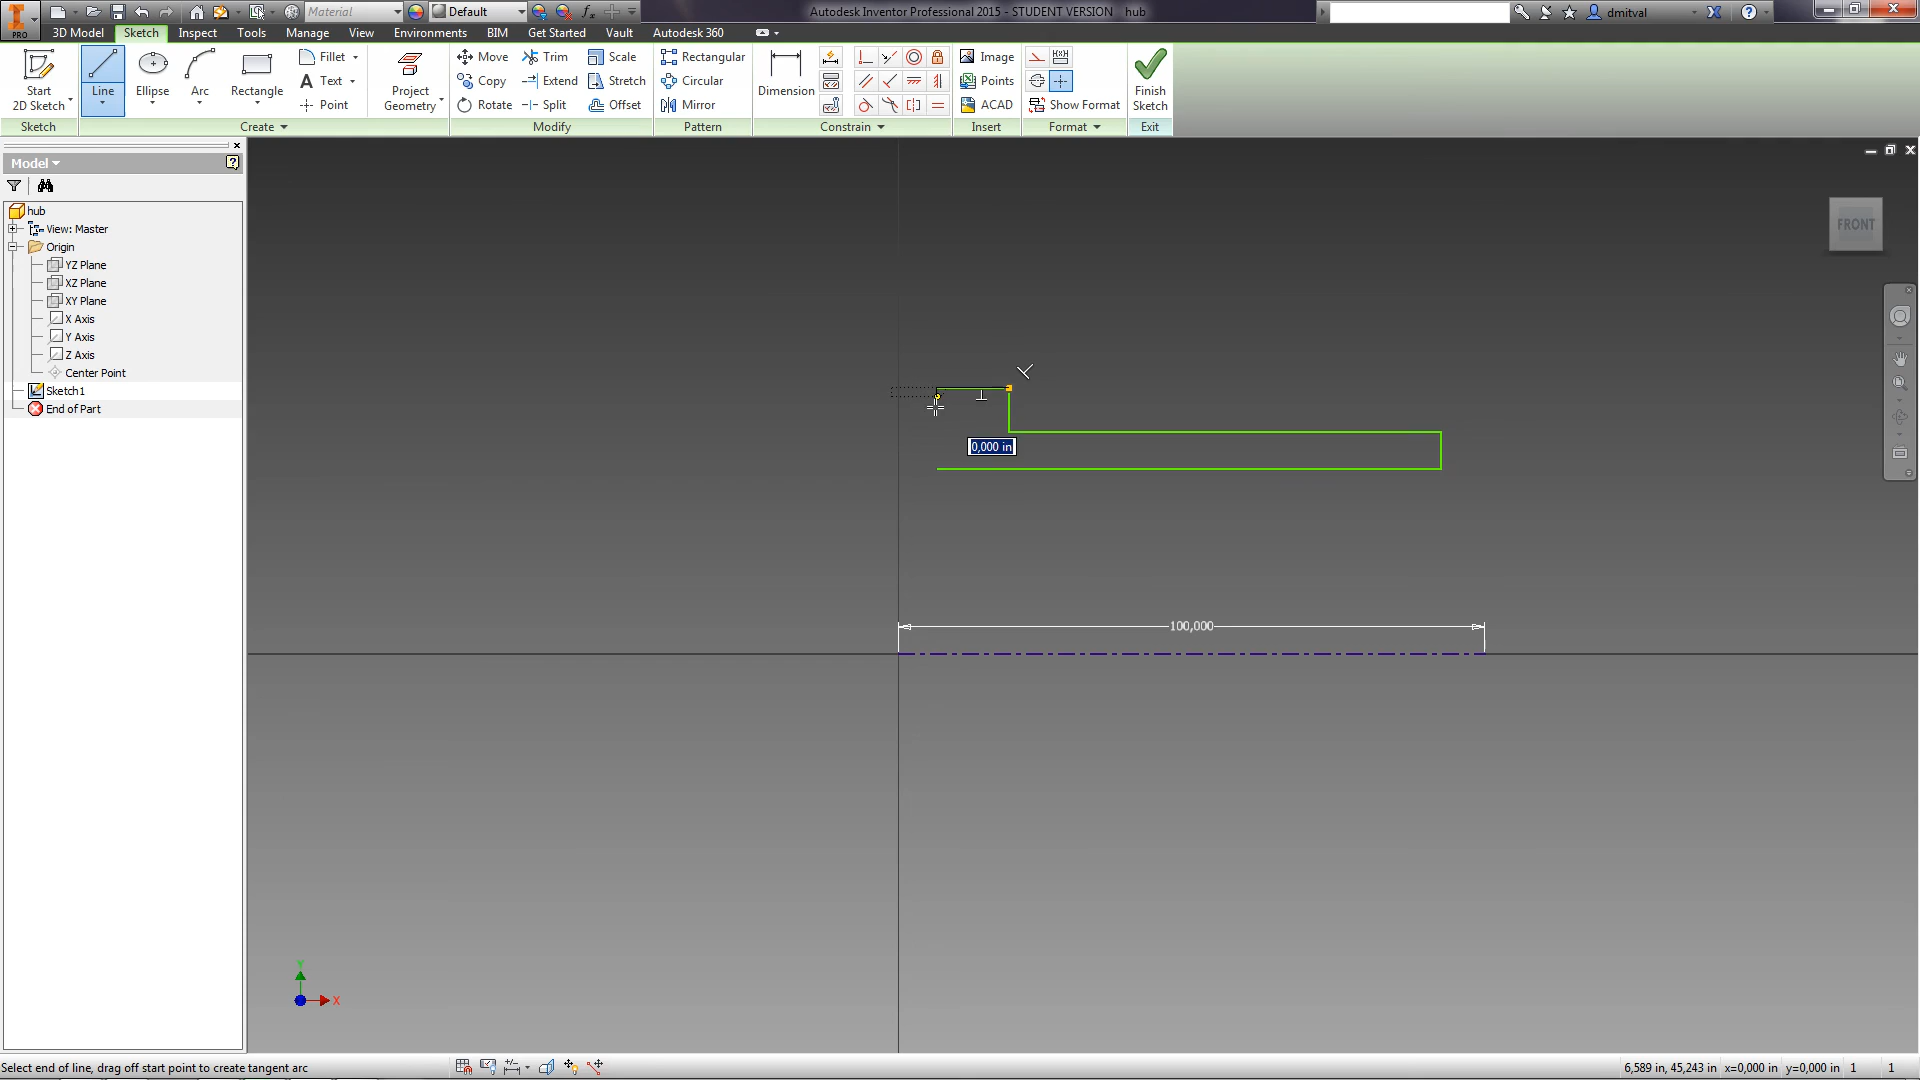 Material
Default
Autodesk Inventor Professional 2015 - STUDENT VERSION hub
dmitval
PRO
3D Model Sketch Inspect Tools Manage View Environments BIM Get Started Vault Autodesk 360
Start
2D Sketch
Line
Ellipse
Arc
Rectangle
Fillet
Text
Point
Project
Geometry
Move
Copy
Rotate
Trim
Extend
Split
Scale
Stretch
Offset
Rectangular
Circular
Mirror
Dimension
Image
Points
ACAD
Show Format
Finish
Sketch
Sketch Create Modify Pattern Constrain Insert Format Exit
Model
hub
View: Master
Origin
YZ Plane
XZ Plane
XY Plane
X Axis
Y Axis
Z Axis
Center Point
Sketch1
End of Part
FRONT
0,000 in
100,000
Y
X
Select end of line, drag off start point to create tangent arc
6,589 in, 45,243 in x=0,000 in y=0,000 in 1 1